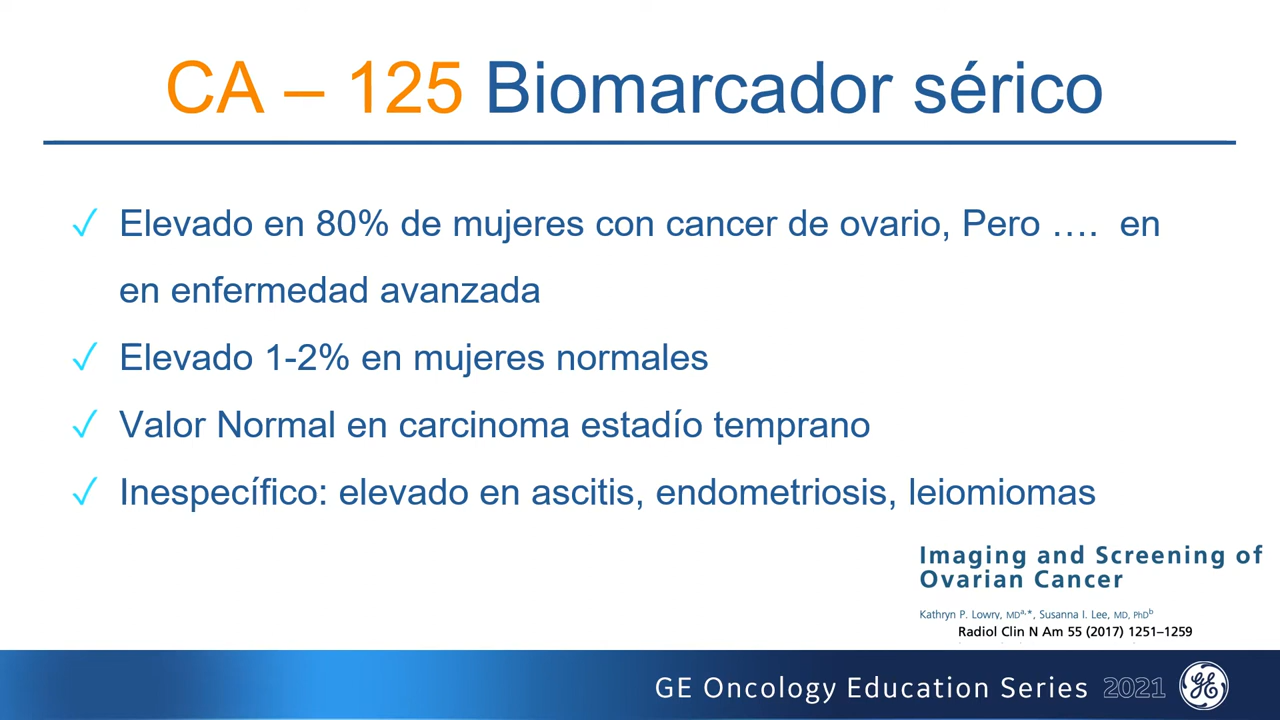 CA – 125 Biomarcador sérico
✓ Elevado en 80% de mujeres con cancer de ovario, Pero .... en
en enfermedad avanzada
✓ Elevado 1-2% en mujeres normales
✓ Valor Normal en carcinoma estadío temprano
✓ Inespecífico: elevado en ascitis, endometriosis, leiomiomas
Imaging and Screening of
Ovarian Cancer
Kathryn P. Lowry, MDa,*, Susanna I. Lee, MD, PhDb
Radiol Clin N Am 55 (2017) 1251–1259
GE Oncology Education Series 2021